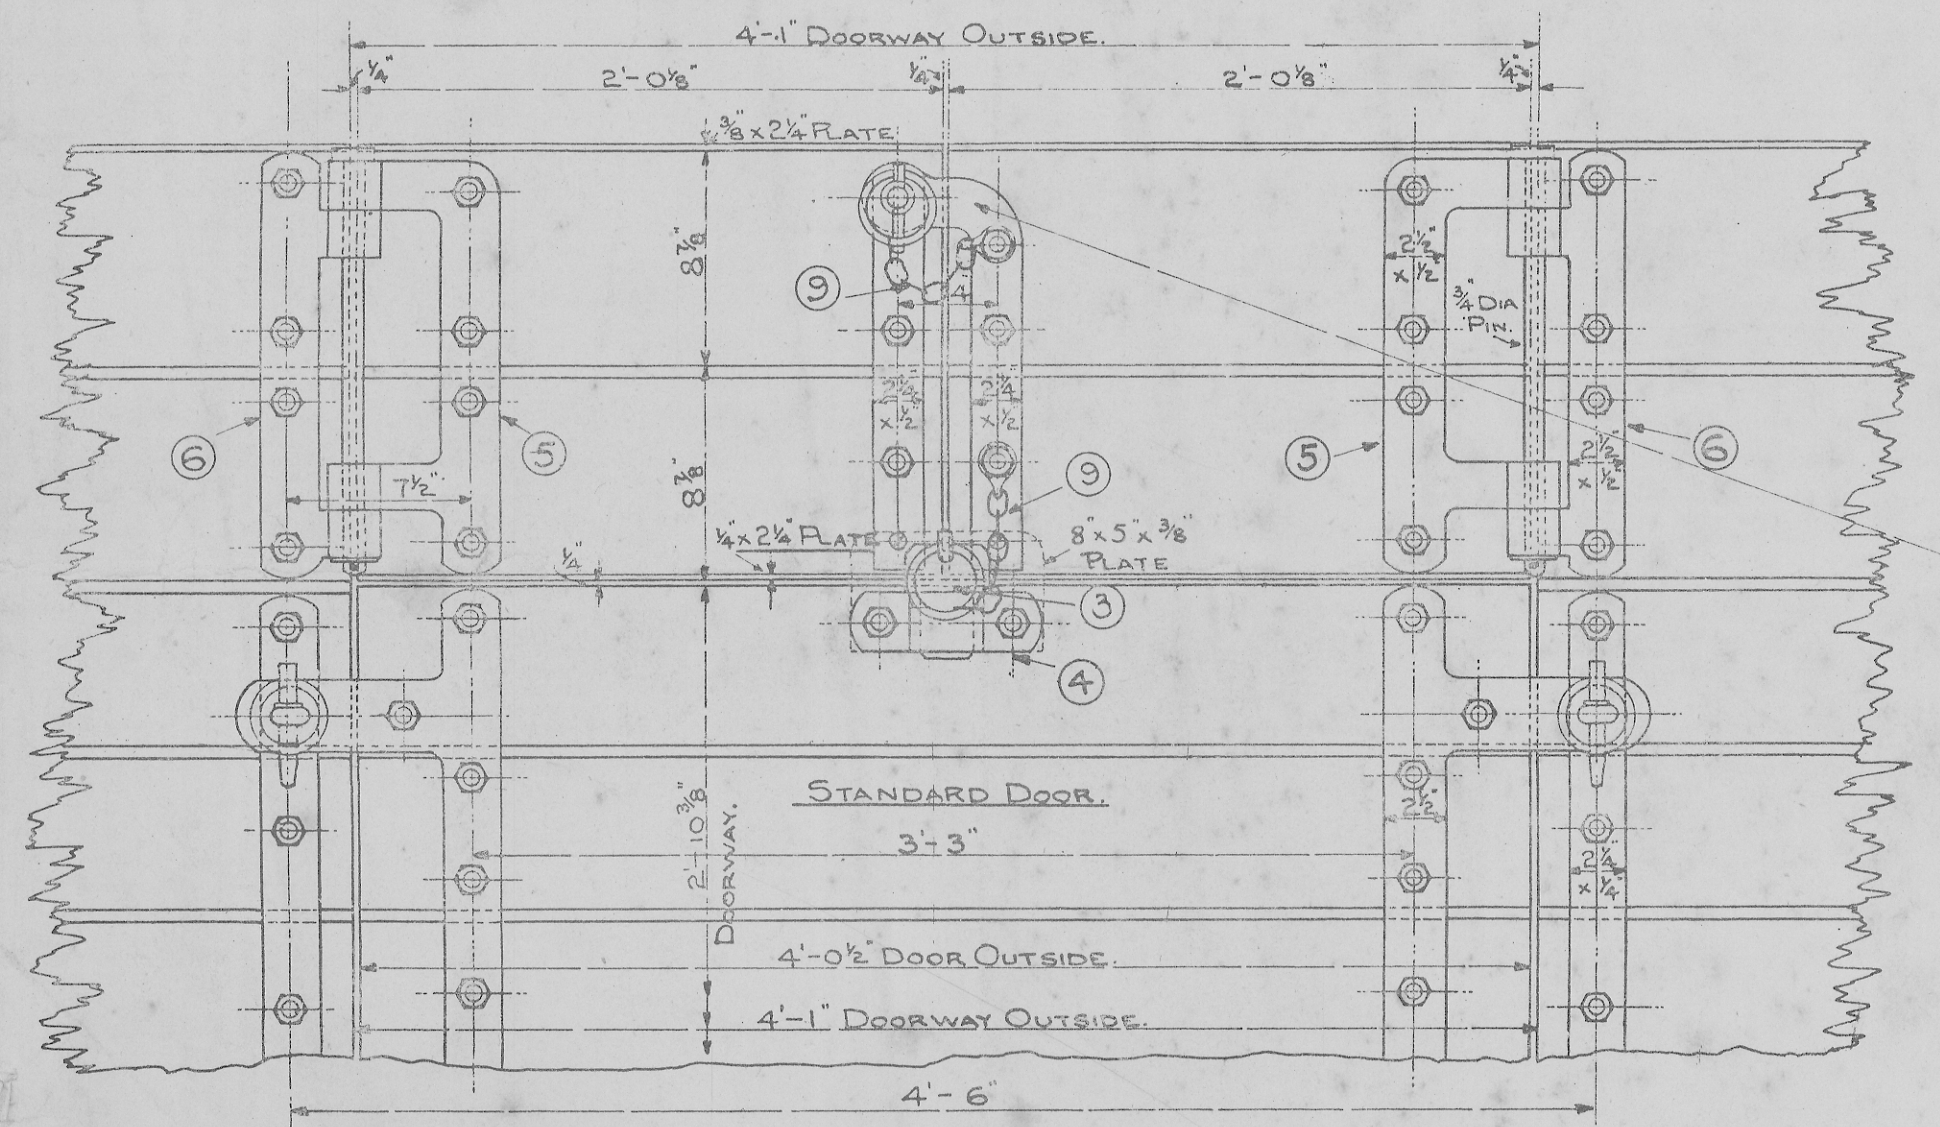 4'-1" DOORWAY OUTSIDE.
1/4" 2'-0 1/8" 1/4" 2'-0 1/8" 1/4"
3/8 x 2 1/4" PLATE
8 7/8"
9
4
2 1/2" x 1/2"
3/4" DIA
PIN.
2 1/4" x 1/2"
2 1/4" x 1/2"
6
5
5
6
7 1/2"
8 7/8"
9
2 1/2" x 1/2"
1/4" x 2 1/4" PLATE
8" x 5" x 3/8"
PLATE
1/4"
3
4
STANDARD DOOR.
2 1/2"
3'-3"
2'-10 3/8"
DOORWAY.
2 1/4" x 1/4"
4'-0 1/2" DOOR OUTSIDE.
4'-1" DOORWAY OUTSIDE.
4'-6"